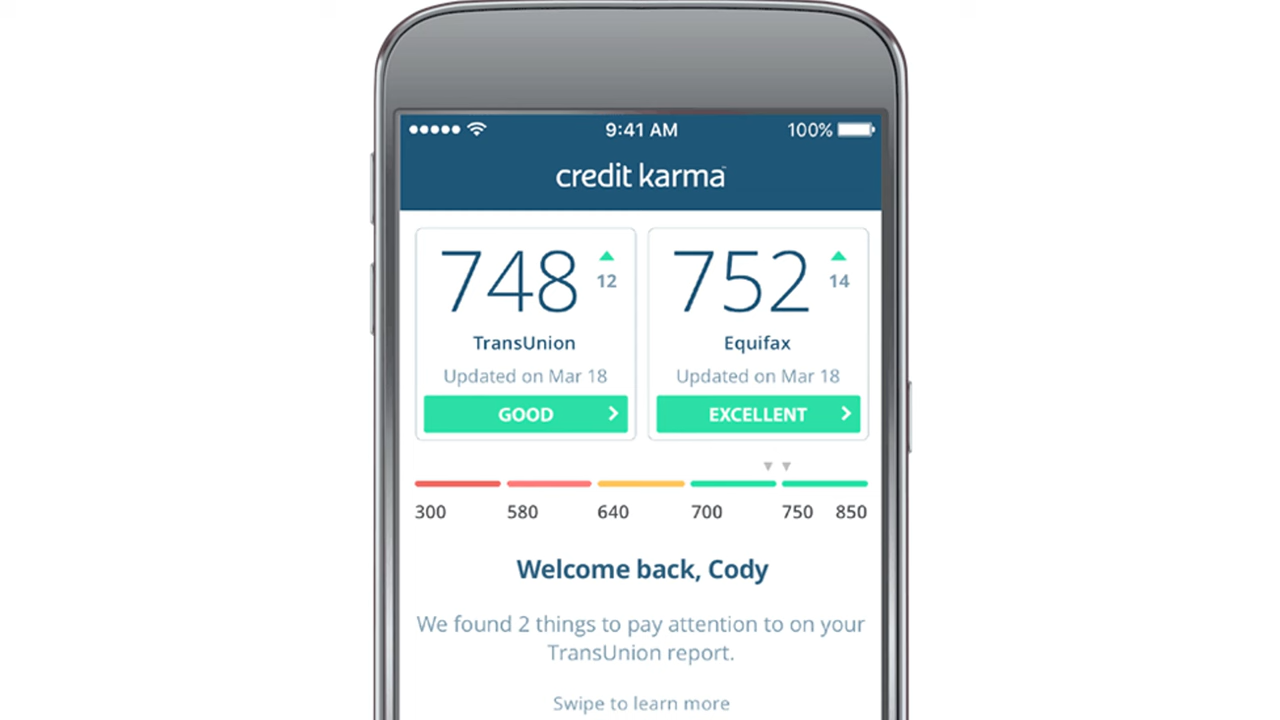 9:41 AM
100%
credit karma™
748 ▲ 12
TransUnion
Updated on Mar 18
GOOD >
752 ▲ 14
Equifax
Updated on Mar 18
EXCELLENT >
300 580 640 700 750 850
Welcome back, Cody
We found 2 things to pay attention to on your
TransUnion report.
Swipe to learn more